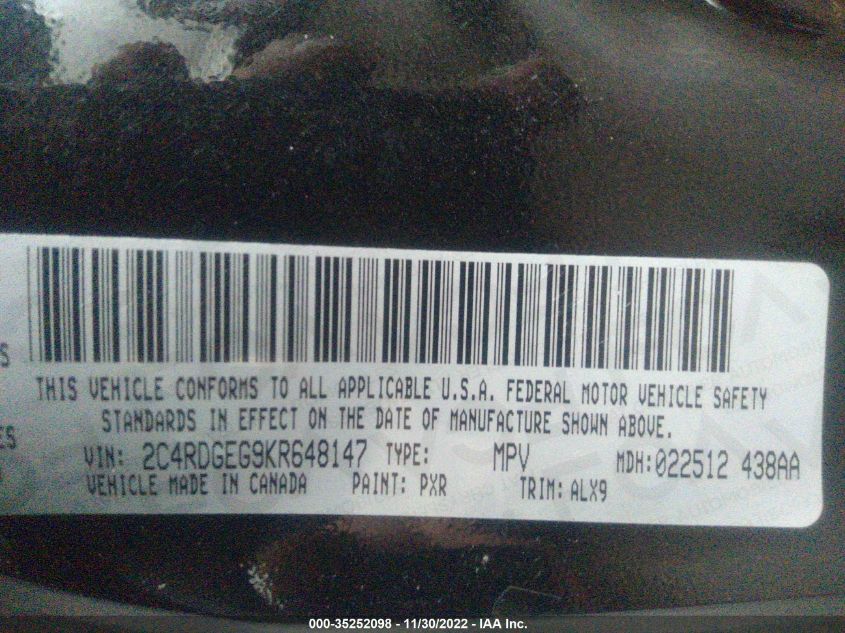 THIS VEHICLE CONFORMS TO ALL APPLICABLE U.S.A. FEDERAL MOTOR VEHICLE SAFETY
S
STANDARDS IN EFFECT ON THE DATE OF MANUFACTURE SHOWN ABOVE.
ES
VIN: 2C4RDGEG9KR648147 TYPE: MPV MDH:022512 438AA
VEHICLE MADE IN CANADA PAINT: PXR TRIM: ALX9
000-35252098 - 11/30/2022 - IAA Inc.